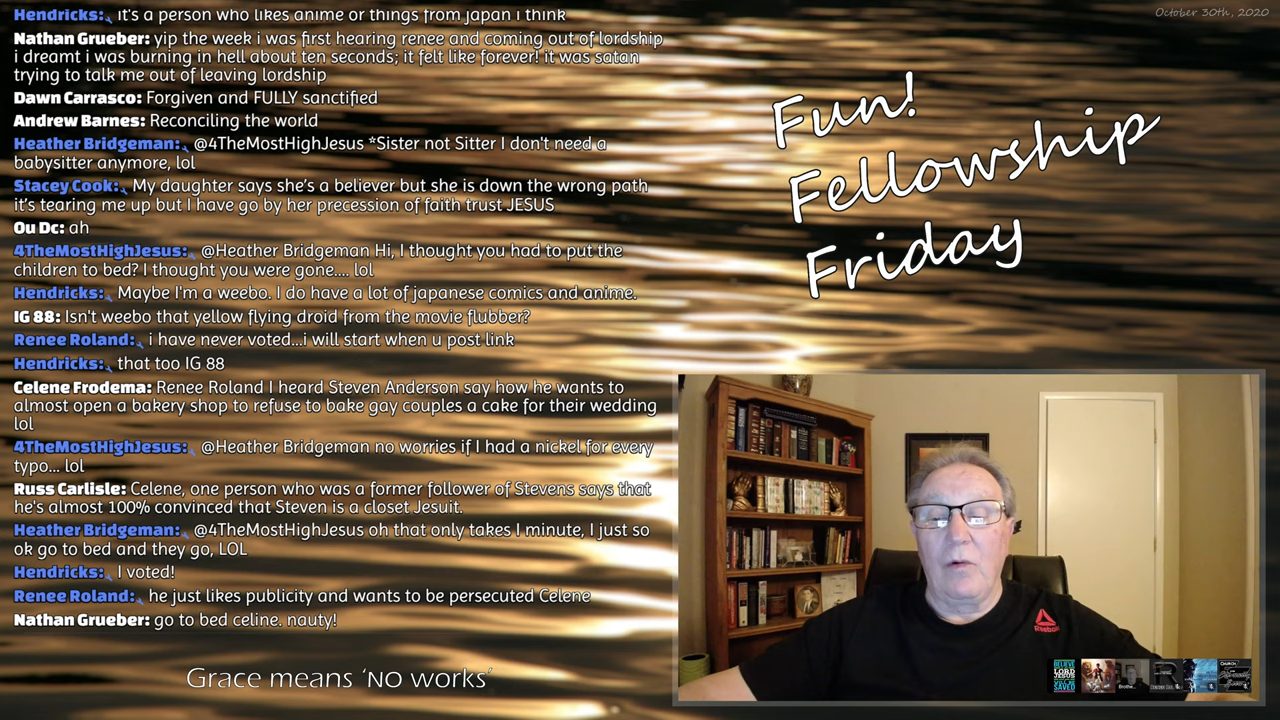 Hendricks: it's a person who likes anime or things from japan i think
Nathan Grueber: yip the week i was first hearing renee and coming out of lordship
i dreamt i was burning in hell about ten seconds; it felt like forever! it was satan
trying to talk me out of leaving lordship
Dawn Carrasco: Forgiven and FULLY sanctified
Andrew Barnes: Reconciling the world
Heather Bridgeman: @4TheMostHighJesus *Sister not Sitter I don't need a
babysitter anymore, lol
Stacey Cook: My daughter says she's a believer but she is down the wrong path
it's tearing me up but I have go by her precession of faith trust JESUS
Ou Dc: ah
4TheMostHighJesus: @Heather Bridgeman Hi, I thought you had to put the
children to bed? I thought you were gone.... lol
Hendricks: Maybe I'm a weebo. I do have a lot of japanese comics and anime.
IG 88: Isn't weebo that yellow flying droid from the movie flubber?
Renee Roland: i have never voted...i will start when u post link
Hendricks: that too IG 88
Celene Frodema: Renee Roland I heard Steven Anderson say how he wants to
almost open a bakery shop to refuse to bake gay couples a cake for their wedding
lol
4TheMostHighJesus: @Heather Bridgeman no worries if I had a nickel for every
typo... lol
Russ Carlisle: Celene, one person who was a former follower of Stevens says that
he's almost 100% convinced that Steven is a closet Jesuit.
Heather Bridgeman: @4TheMostHighJesus oh that only takes 1 minute, I just so
ok go to bed and they go, LOL
Hendricks: I voted!
Renee Roland: he just likes publicity and wants to be persecuted Celene
Nathan Grueber: go to bed celine. nauty!
Grace means 'NO works'
October 30th, 2020
Fun!
Fellowship
Friday
Reebok
BELIEVE
LORD
JESUS
WILL BE
SAVED
Brothe...
CHURCH